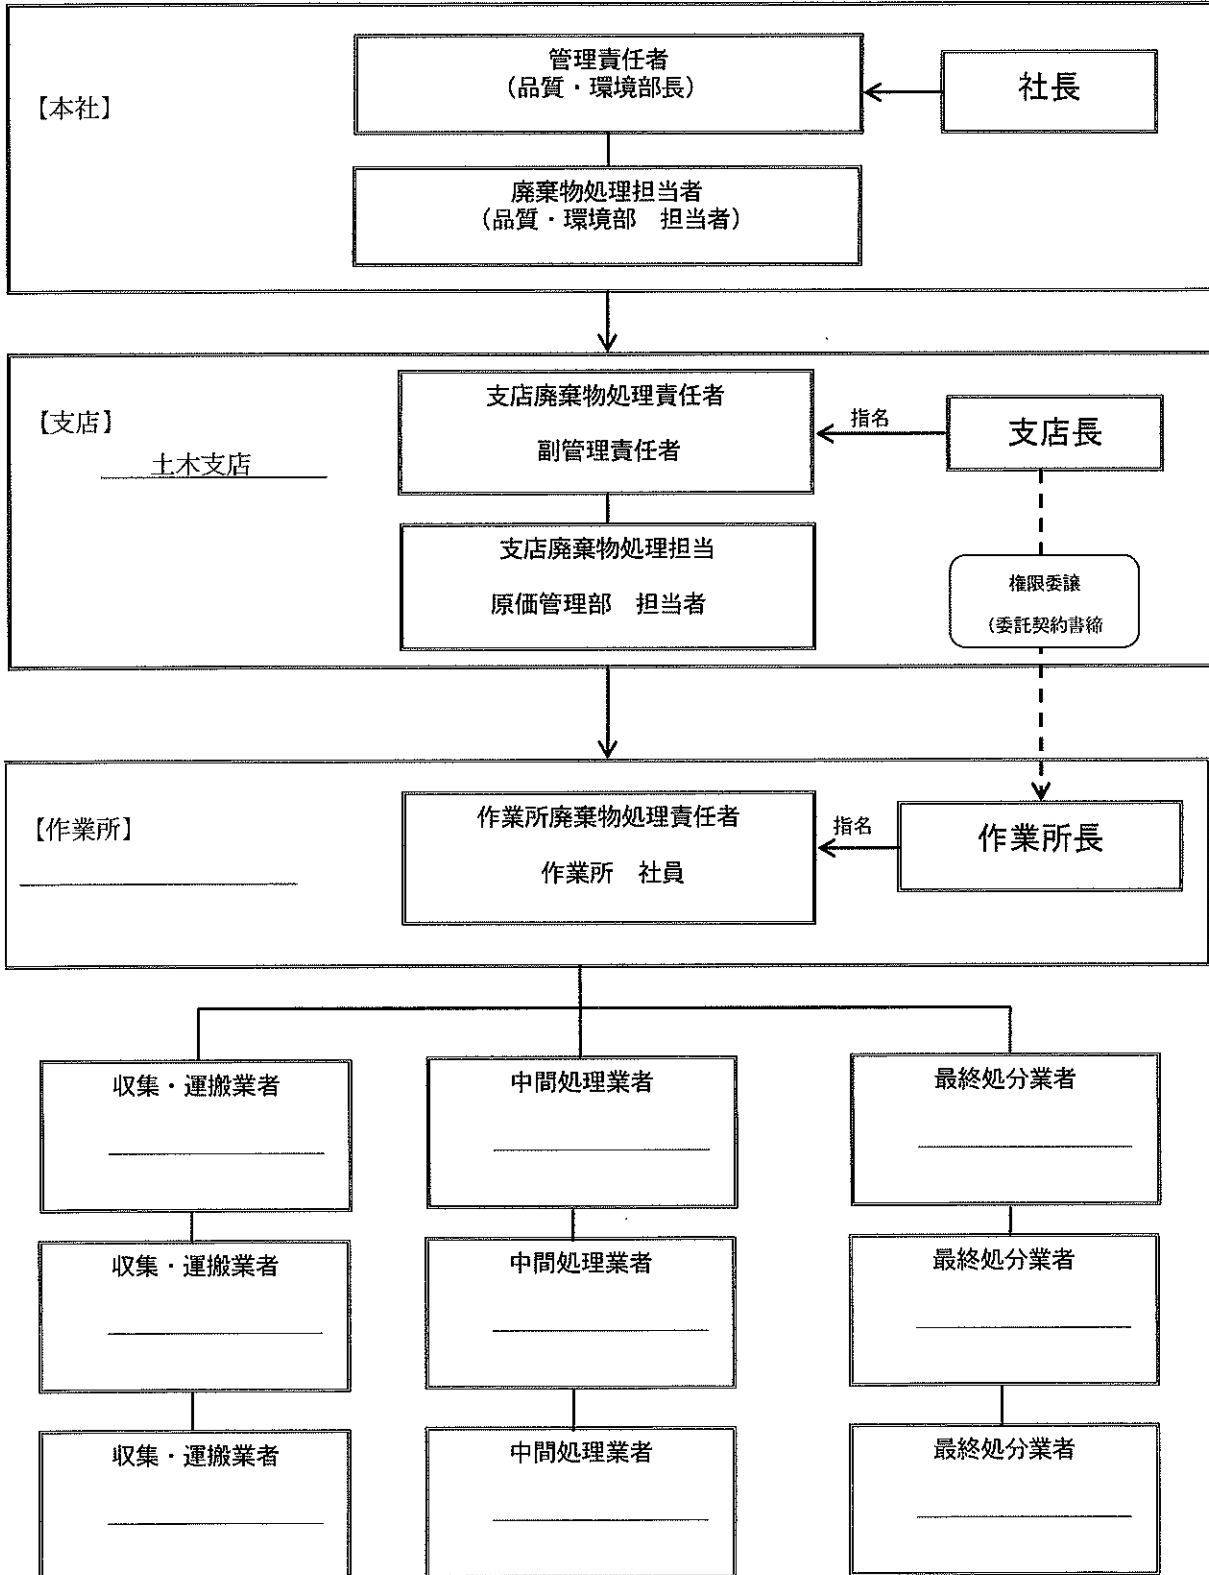 管理責任者
(品質・環境部長)
社長
【本社】
廃棄物処理担当者
(品質・環境部　担当者)
支店廃棄物処理責任者
副管理責任者
指名
支店長
【支店】
土木支店
支店廃棄物処理担当
原価管理部　担当者
権限委譲
(委託契約書締
作業所廃棄物処理責任者
作業所　社員
指名
作業所長
【作業所】
収集・運搬業者
中間処理業者
最終処分業者
収集・運搬業者
中間処理業者
最終処分業者
収集・運搬業者
中間処理業者
最終処分業者